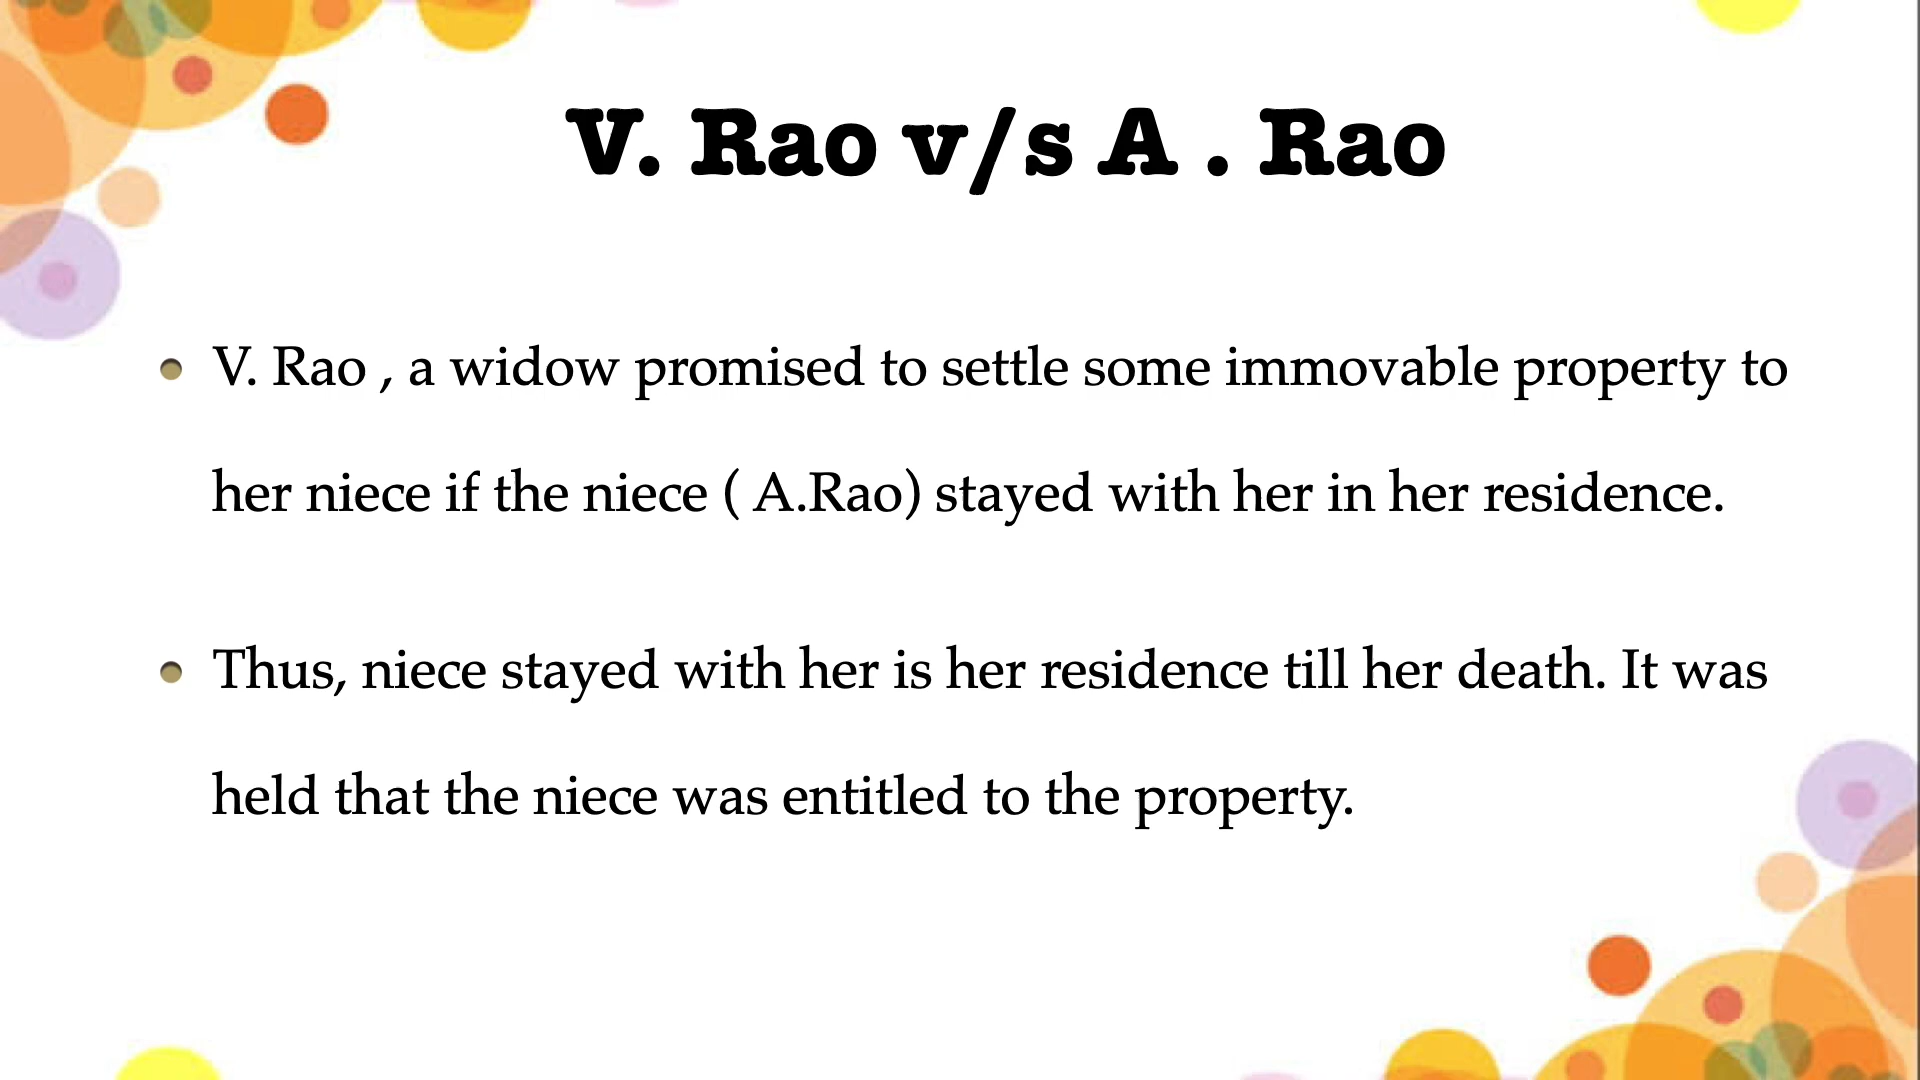 V. Rao v/s A . Rao
V. Rao , a widow promised to settle some immovable property to
her niece if the niece ( A.Rao) stayed with her in her residence.
Thus, niece stayed with her is her residence till her death. It was
held that the niece was entitled to the property.